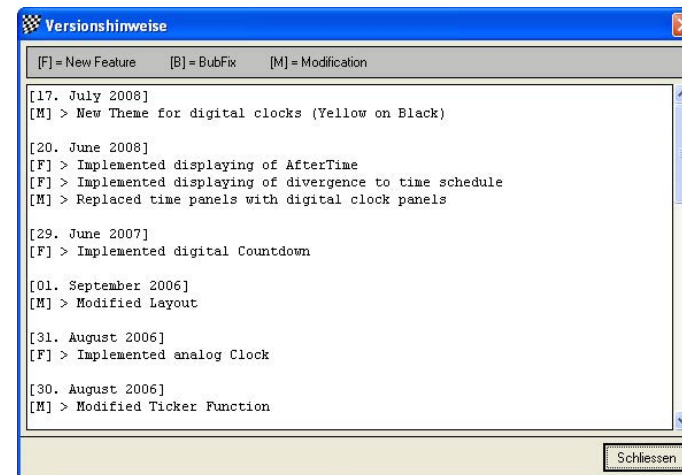 Versionshinweise
[F] = New Feature [B] = BubFix [M] = Modification
[17. July 2008]
[M] > New Theme for digital clocks (Yellow on Black)
[20. June 2008]
[F] > Implemented displaying of AfterTime
[F] > Implemented displaying of divergence to time schedule
[M] > Replaced time panels with digital clock panels
[29. June 2007]
[F] > Implemented digital Countdown
[01. September 2006]
[M] > Modified Layout
[31. August 2006]
[F] > Implemented analog Clock
[30. August 2006]
[M] > Modified Ticker Function
Schliessen